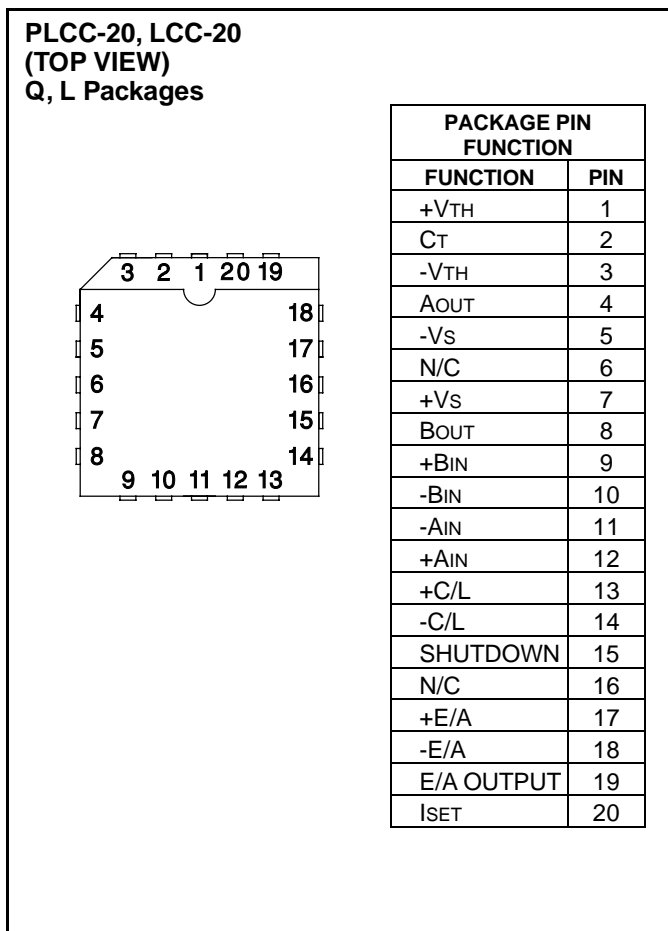 PLCC-20, LCC-20
(TOP VIEW)
Q, L Packages
3 2 1 20 19
4 18
5 17
6 16
7 15
8 14
9 10 11 12 13
PACKAGE PIN
FUNCTION
FUNCTION PIN
+VTH 1
CT 2
-VTH 3
AOUT 4
-VS 5
N/C 6
+VS 7
BOUT 8
+BIN 9
-BIN 10
-AIN 11
+AIN 12
+C/L 13
-C/L 14
SHUTDOWN 15
N/C 16
+E/A 17
-E/A 18
E/A OUTPUT 19
ISET 20